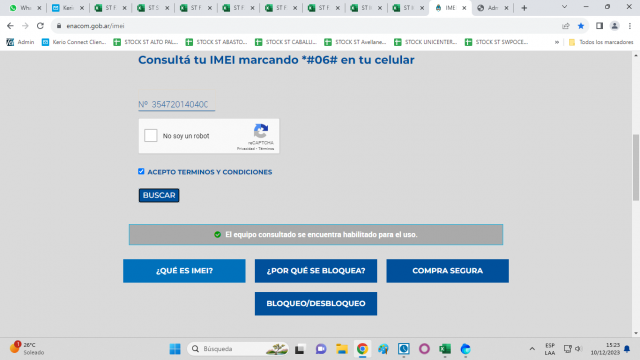 Wh
Kerio
ST F
ST F
ST F
ST F
ST F
ST F
ST I
ST F
IME
Adn
enacom.gob.ar/imei
Admin
Kerio Connect Clien...
STOCK ST ALTO PAL...
STOCK ST ABASTO...
STOCK ST CABALLI...
STOCK ST Avellane...
STOCK UNICENTER...
STOCK ST SWPOCE...
»
Todos los marcadores
Consultá tu IMEI marcando *#06# en tu celular
Nº 35472014040
No soy un robot
reCAPTCHA
Privacidad - Términos
ACEPTO TERMINOS Y CONDICIONES
BUSCAR
El equipo consultado se encuentra habilitado para el uso.
¿QUÉ ES IMEI?
¿POR QUÉ SE BLOQUEA?
COMPRA SEGURA
BLOQUEO/DESBLOQUEO
1
26°C
Soleado
Búsqueda
ESP
LAA
15:23
10/12/2023